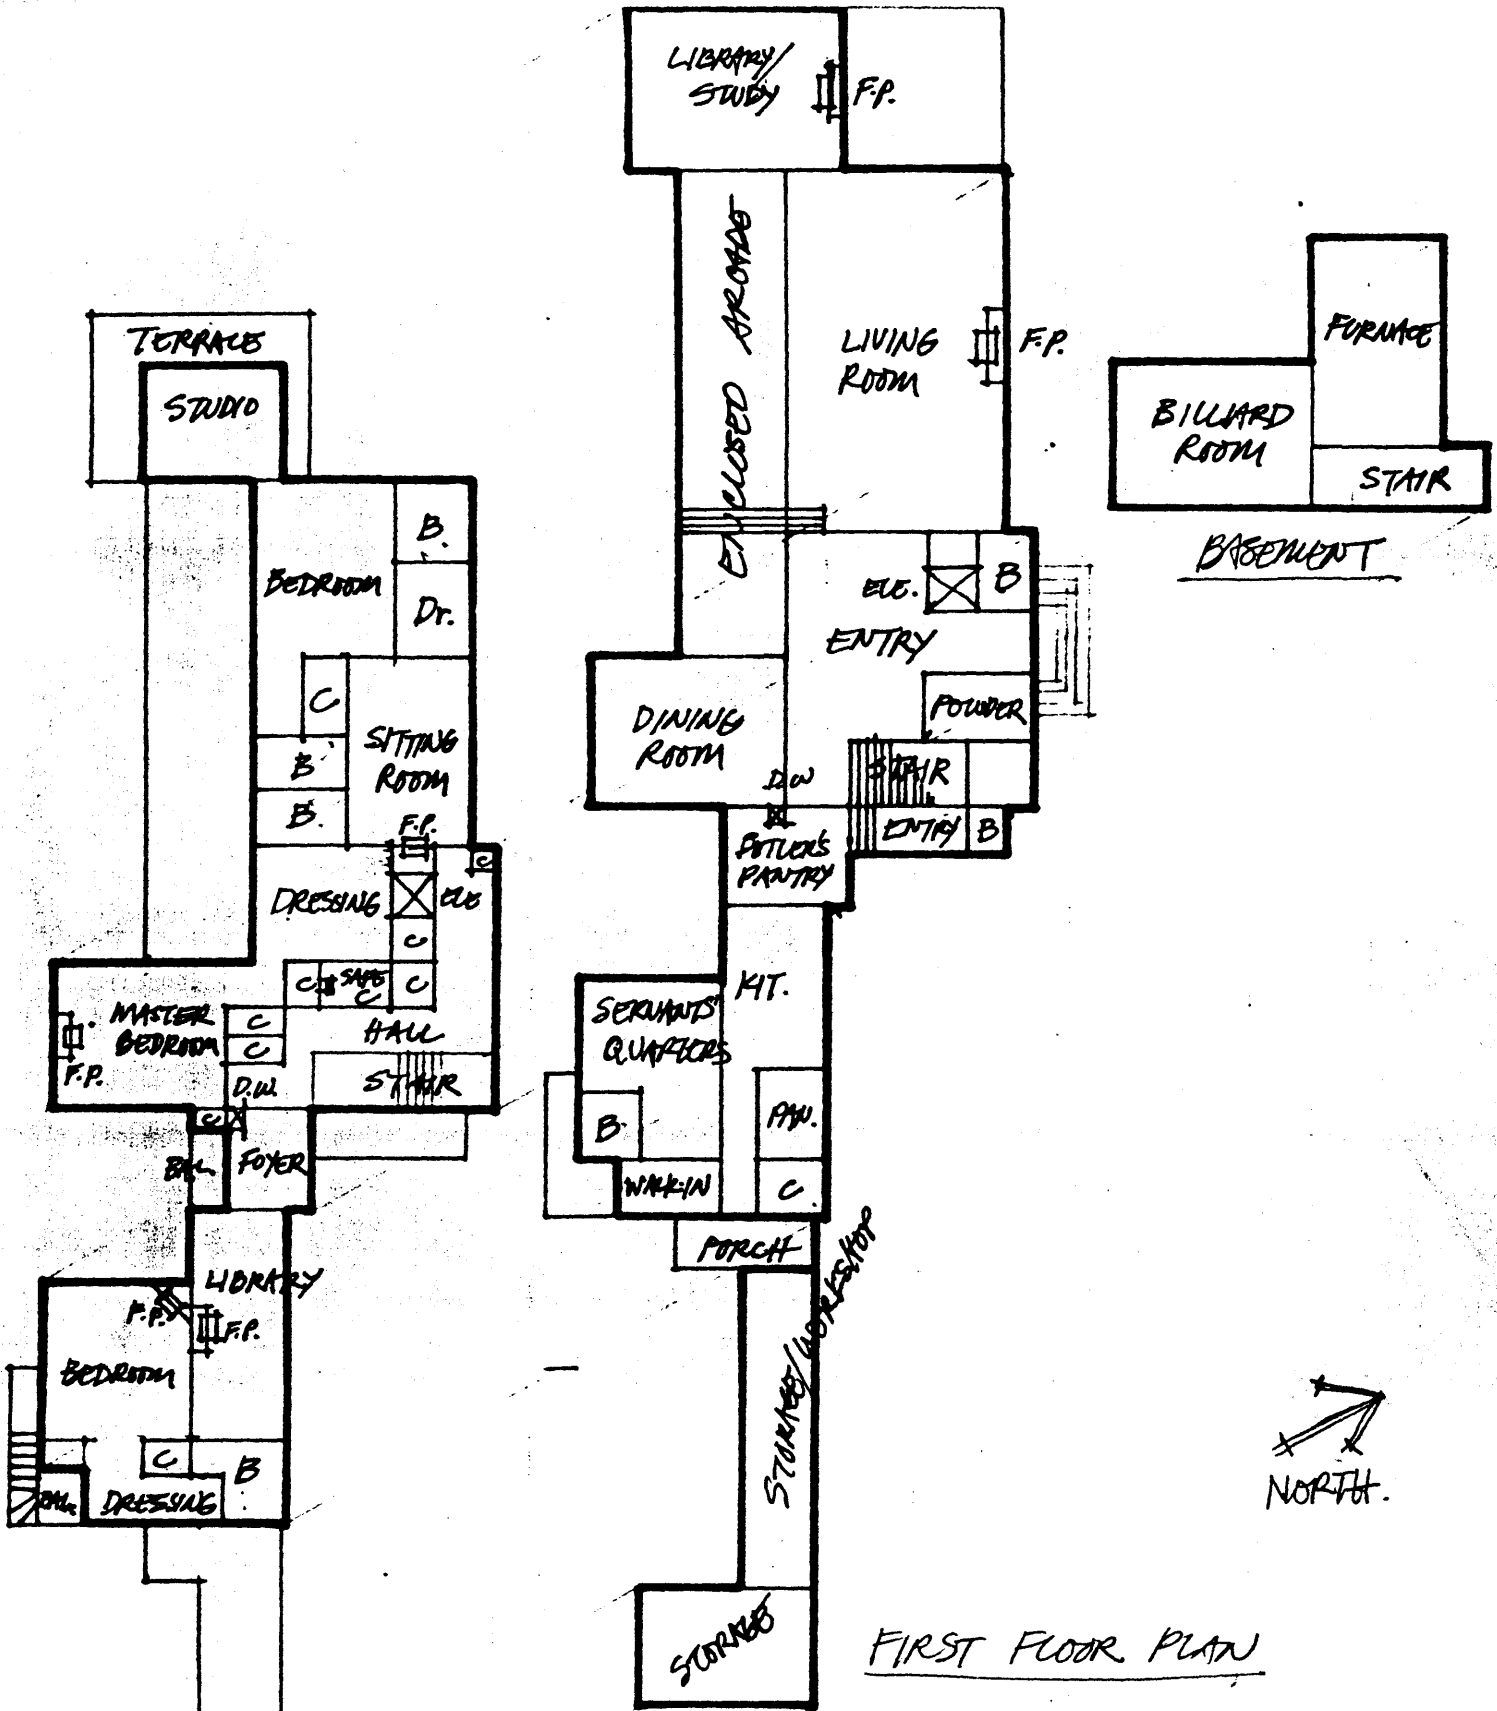 TERRACE
STUDIO
B.
BEDROOM
Dr.
C
SITTING
ROOM
B
B.
F.P.
C
DRESSING
ELE
C
C
SAFE
C
C
MASTER
BEDROOM
C
C
HALL
F.P.
D.W.
STAIR
C
BAL.
FOYER
LIBRARY
F.P.
F.P.
BEDROOM
C
B
BAL.
DRESSING
LIBRARY/
STUDY
F.P.
ENCLOSED ARCADE
LIVING
ROOM
F.P.
ELE.
B
ENTRY
POWDER
DINING
ROOM
D.W
STAIR
ENTRY
B
BUTLER'S
PANTRY
KIT.
SERVANTS'
QUARTERS
B
PAN.
WALK-IN
C
PORCH
STORAGE/WORKSHOP
STORAGE
FIRST FLOOR PLAN
FURNACE
BILLIARD
ROOM
STAIR
BASEMENT
NORTH.